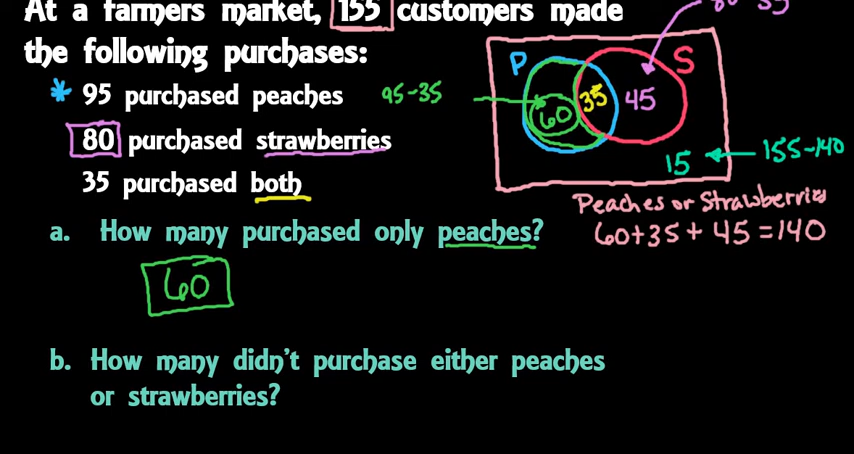 At a farmers market, 155 customers made
the following purchases:
* 95 purchased peaches
80 purchased strawberries
35 purchased both
95-35
P
S
60
35
45
15
155-140
Peaches or Strawberries
60+35+45=140
a. How many purchased only peaches?
60
b. How many didn't purchase either peaches
or strawberries?